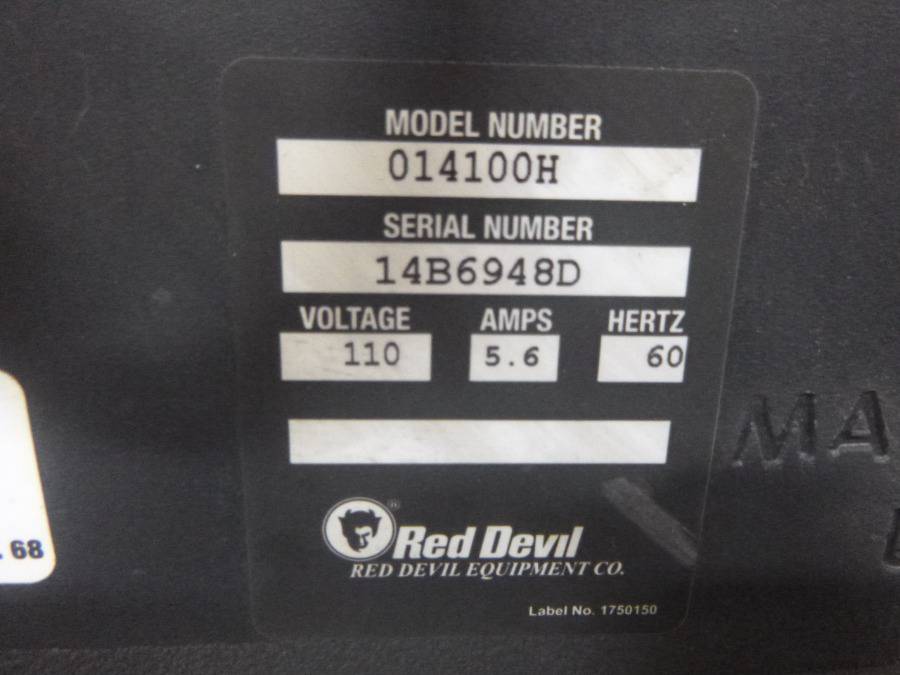 MODEL NUMBER
014100H
SERIAL NUMBER
14B6948D
VOLTAGE AMPS HERTZ
110 5.6 60
MA
. 68
®
Red Devil
RED DEVIL EQUIPMENT CO.
Label No. 1750150